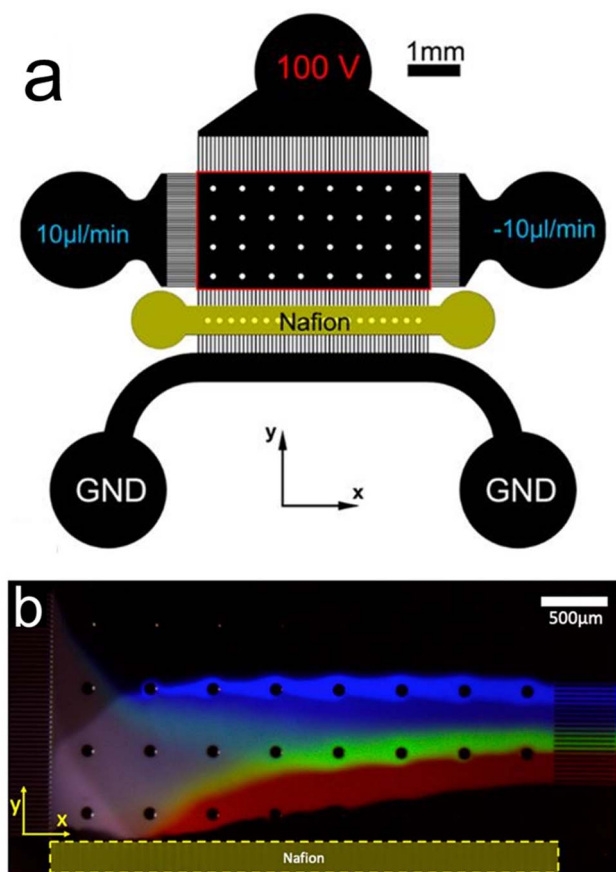 a
100 V
1mm
10µl/min
-10µl/min
Nafion
y
x
GND
GND
b
500µm
y
x
Nafion